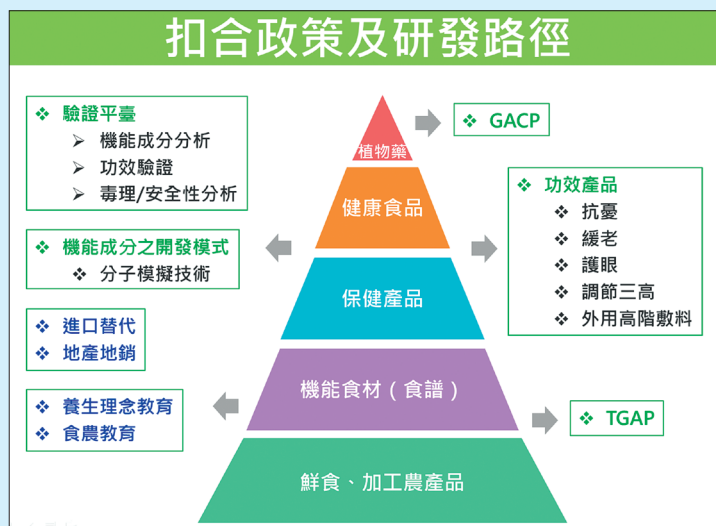 扣合政策及研發路徑
❖ 驗證平臺
➢ 機能成分分析
➢ 功效驗證
➢ 毒理/安全性分析
❖ 機能成分之開發模式
❖ 分子模擬技術
❖ 進口替代
❖ 地產地銷
❖ 養生理念教育
❖ 食農教育
植物藥
健康食品
保健產品
機能食材（食譜）
鮮食、加工農產品
❖ GACP
❖ 功效產品
❖ 抗憂
❖ 緩老
❖ 護眼
❖ 調節三高
❖ 外用高階敷料
❖ TGAP